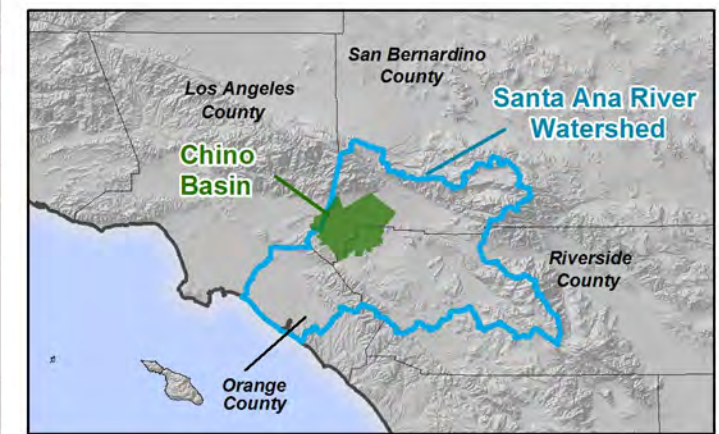 San Bernardino
County
Los Angeles
County
Santa Ana River
Watershed
Chino
Basin
Riverside
County
Orange
County